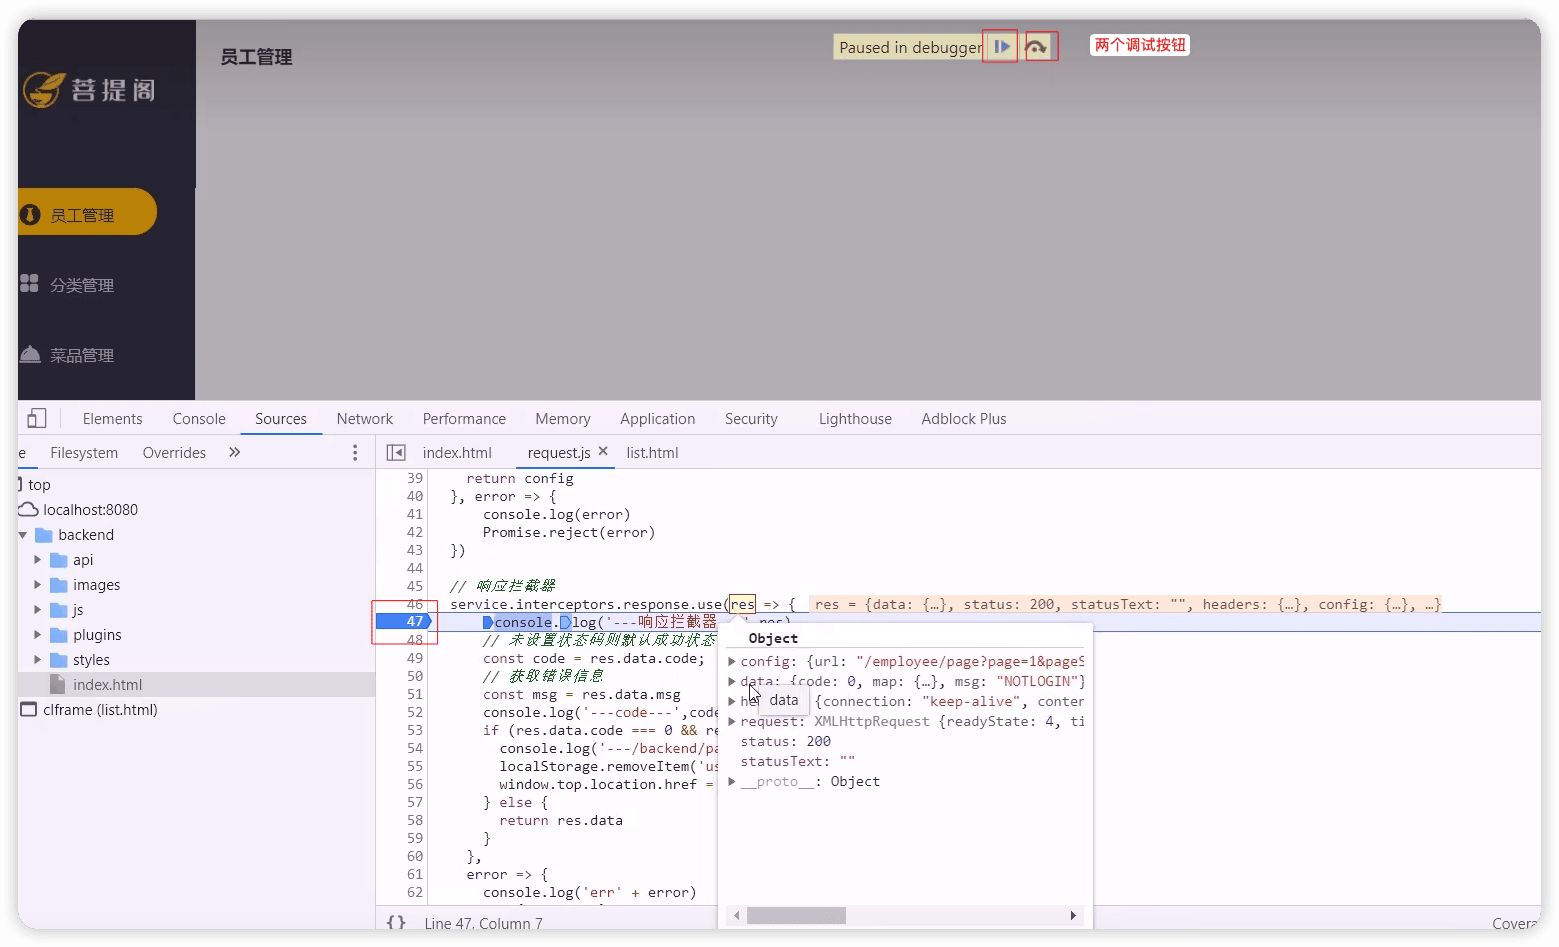 员工管理
Paused in debugger
两个调试按钮
菩提阁
员工管理
分类管理
菜品管理
Elements Console Sources Network Performance Memory Application Security Lighthouse Adblock Plus
e Filesystem Overrides »
index.html request.js × list.html
top
localhost:8080
backend
api
images
js
plugins
styles
index.html
clframe (list.html)
39 return config
40 }, error => {
41 console.log(error)
42 Promise.reject(error)
43 })
44
45 // 响应拦截器
46 service.interceptors.response.use(res => { res = {data: {…}, status: 200, statusText: "", headers: {…}, config: {…}, …}
47 console.log('---响应拦截器
48 // 未设置状态码则默认成功状态
49 const code = res.data.code;
50 // 获取错误信息
51 const msg = res.data.msg
52 console.log('---code---',code
53 if (res.data.code === 0 && re
54 console.log('---/backend/pa
55 localStorage.removeItem('us
56 window.top.location.href =
57 } else {
58 return res.data
59 }
60 },
61 error => {
62 console.log('err' + error)
Object
config: {url: "/employee/page?page=1&pageS
data: {code: 0, map: {…}, msg: "NOTLOGIN"}
he
data
{connection: "keep-alive", conten
request: XMLHttpRequest {readyState: 4, ti
status: 200
statusText: ""
__proto__: Object
{} Line 47, Column 7
Covera